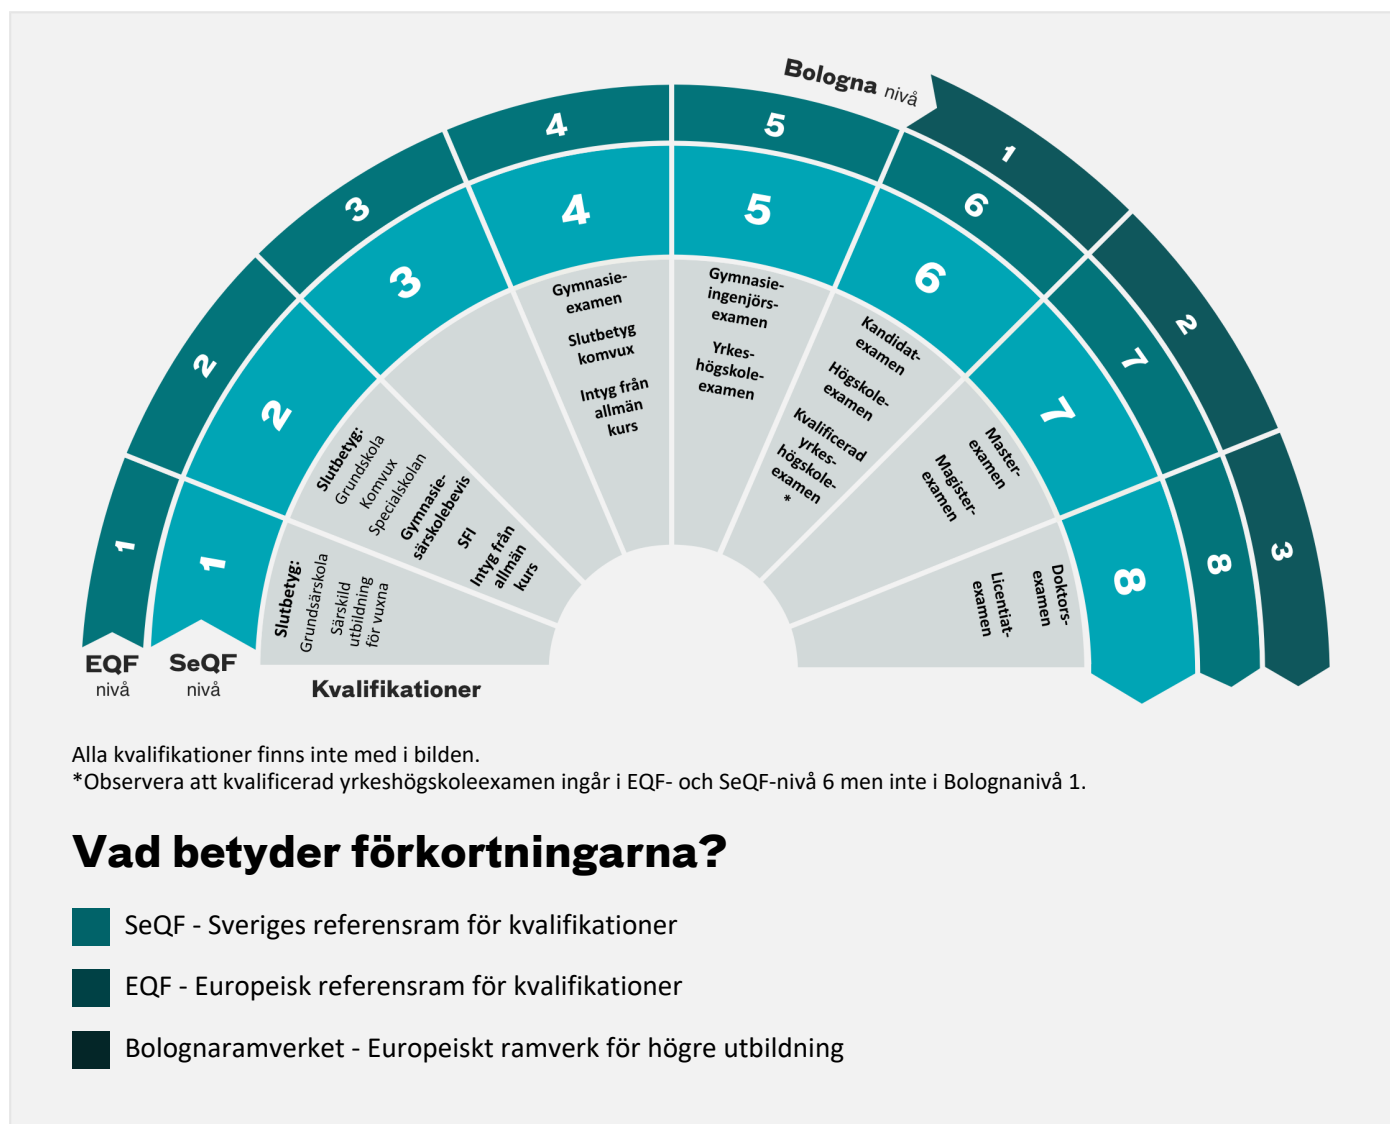 Bologna nivå
1
2
3
1
2
3
4
5
6
7
8
1
2
3
4
5
6
7
8
EQF
nivå
SeQF
nivå
Kvalifikationer
Slutbetyg:
Grundsärskola
Särskild
utbildning
för vuxna
Slutbetyg:
Grundskola
Komvux
Specialskolan
Gymnasie-
särskolebevis
SFI
Intyg från
allmän
kurs
Gymnasie-
examen
Slutbetyg
komvux
Intyg från
allmän
kurs
Gymnasie-
ingenjörs-
examen
Yrkes-
högskole-
examen
Kandidat-
examen
Högskole-
examen
Kvalificerad
yrkes-
högskole-
examen
*
Master-
examen
Magister-
examen
Doktors-
examen
Licentiat-
examen
Alla kvalifikationer finns inte med i bilden.
*Observera att kvalificerad yrkeshögskoleexamen ingår i EQF- och SeQF-nivå 6 men inte i Bolognanivå 1.
Vad betyder förkortningarna?
SeQF - Sveriges referensram för kvalifikationer
EQF - Europeisk referensram för kvalifikationer
Bolognaramverket - Europeiskt ramverk för högre utbildning